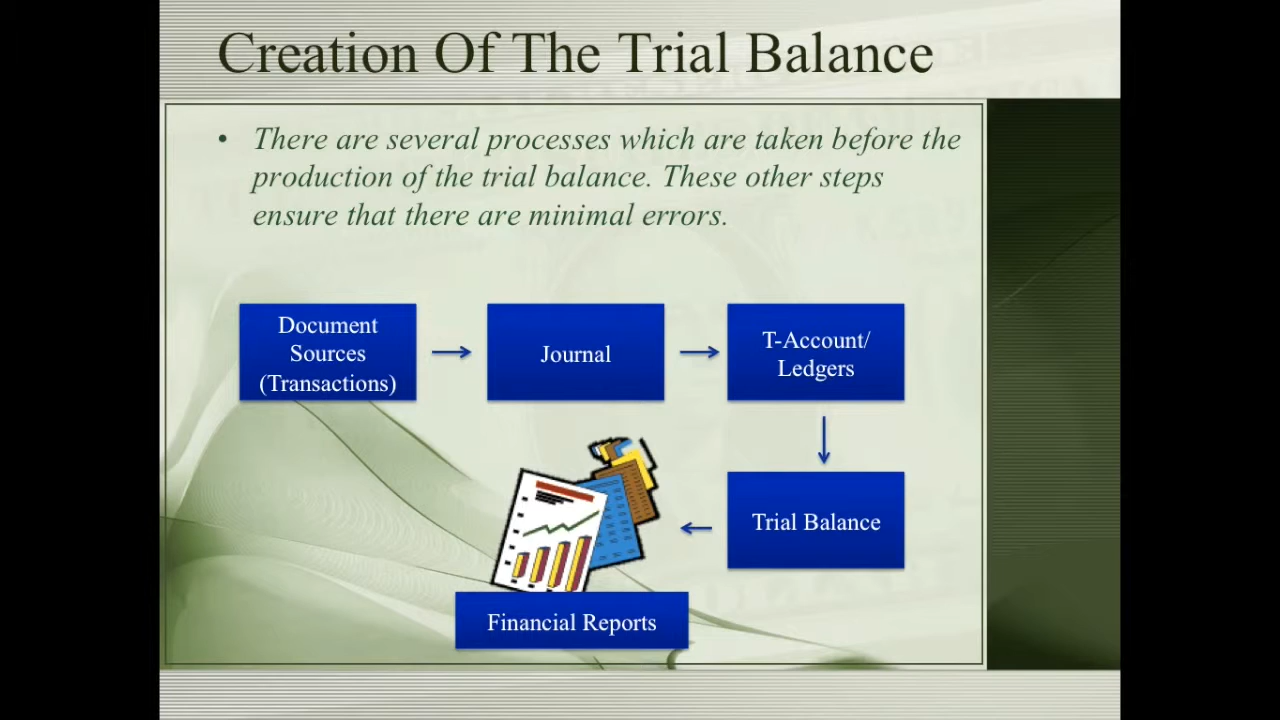 Creation Of The Trial Balance
• There are several processes which are taken before the
production of the trial balance. These other steps
ensure that there are minimal errors.
Document
Sources
(Transactions)
Journal
T-Account/
Ledgers
Trial Balance
Financial Reports